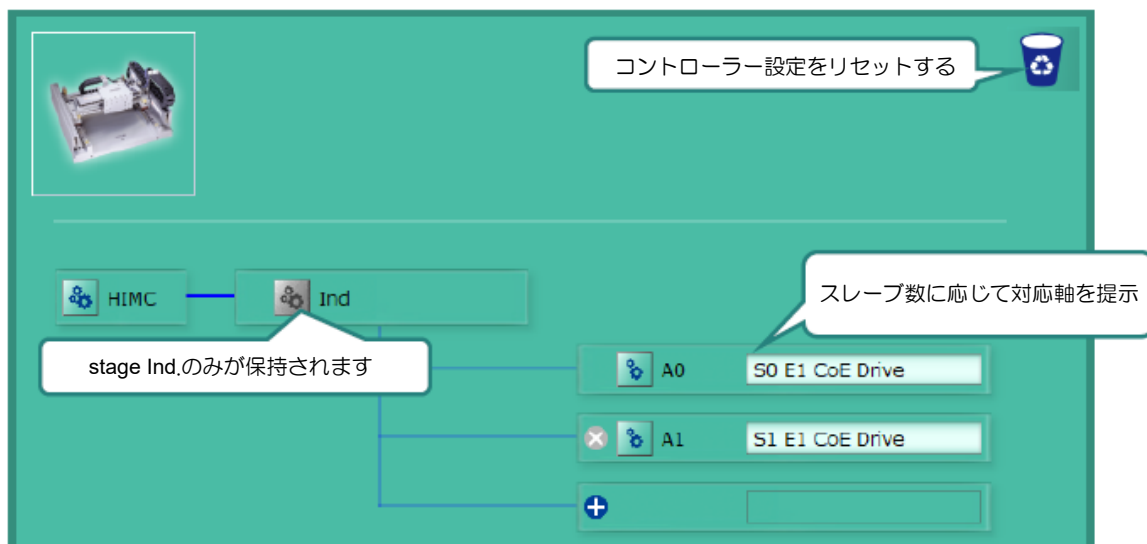 コントローラー設定をリセットする
HIMC
Ind
スレーブ数に応じて対応軸を提示
stage Ind.のみが保持されます
A0
S0 E1 CoE Drive
A1
S1 E1 CoE Drive